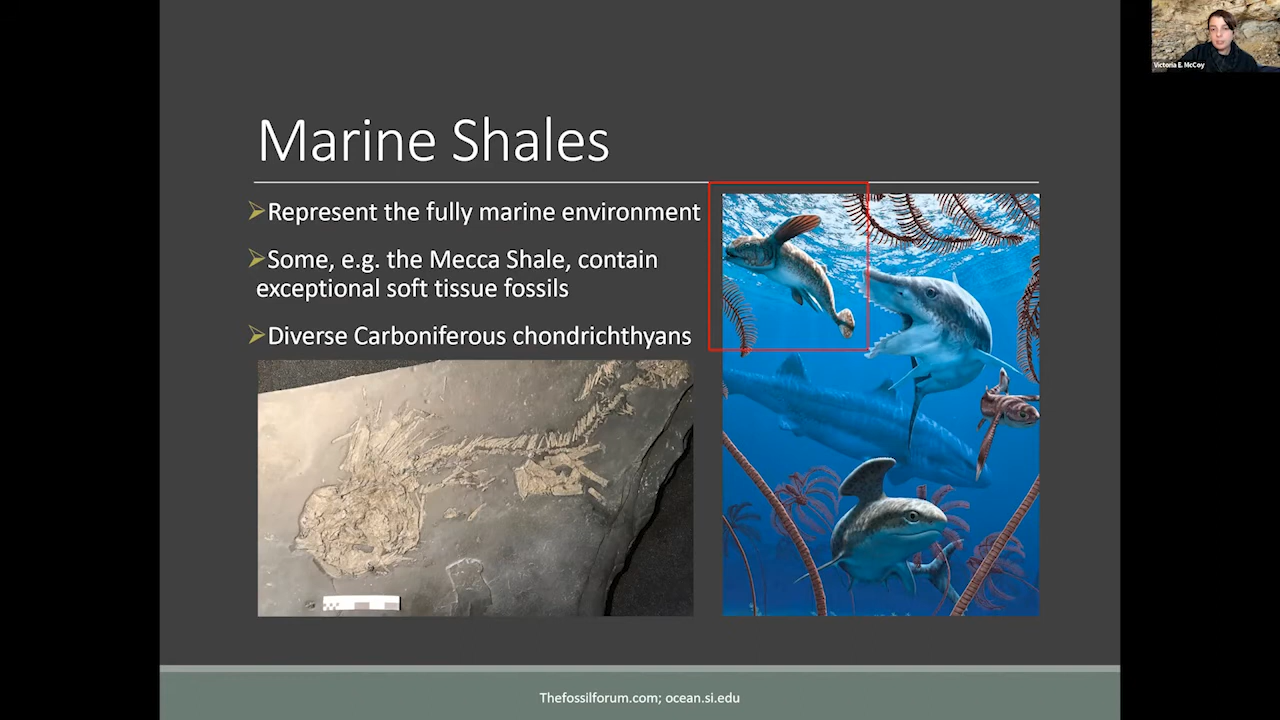 Victoria E. McCoy
Marine Shales
Represent the fully marine environment
Some, e.g. the Mecca Shale, contain
exceptional soft tissue fossils
Diverse Carboniferous chondrichthyans
Thefossilforum.com; ocean.si.edu